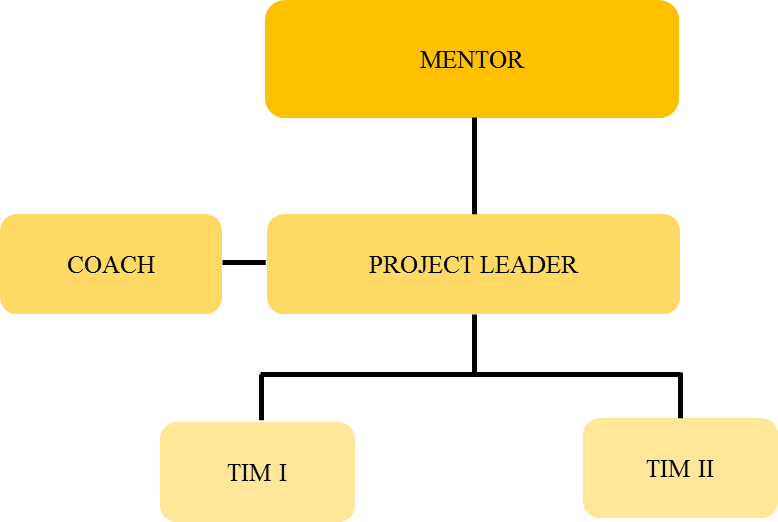 MENTOR
COACH
PROJECT LEADER
TIM I
TIM II